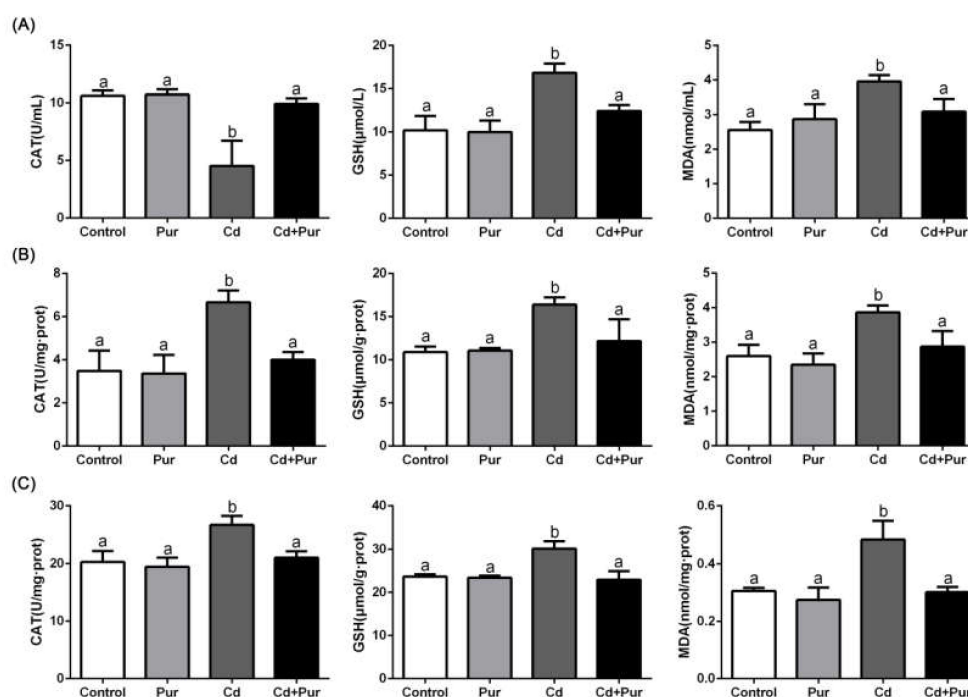 (A)
CAT(U/mL)
15
10
5
0
a
a
b
a
Control Pur Cd Cd+Pur
GSH(μmol/L)
20
15
10
5
0
a
a
b
a
Control Pur Cd Cd+Pur
MDA(nmol/mL)
5
4
3
2
1
0
a
a
b
a
Control Pur Cd Cd+Pur
(B)
CAT(U/mg·prot)
8
6
4
2
0
a
a
b
a
Control Pur Cd Cd+Pur
GSH(μmol/g·prot)
20
15
10
5
0
a
a
b
a
Control Pur Cd Cd+Pur
MDA(nmol/mg·prot)
5
4
3
2
1
0
a
a
b
a
Control Pur Cd Cd+Pur
(C)
CAT(U/mg·prot)
30
20
10
0
a
a
b
a
Control Pur Cd Cd+Pur
GSH(μmol/g·prot)
40
30
20
10
0
a
a
b
a
Control Pur Cd Cd+Pur
MDA(nmol/mg·prot)
0.6
0.4
0.2
0.0
a
a
b
a
Control Pur Cd Cd+Pur